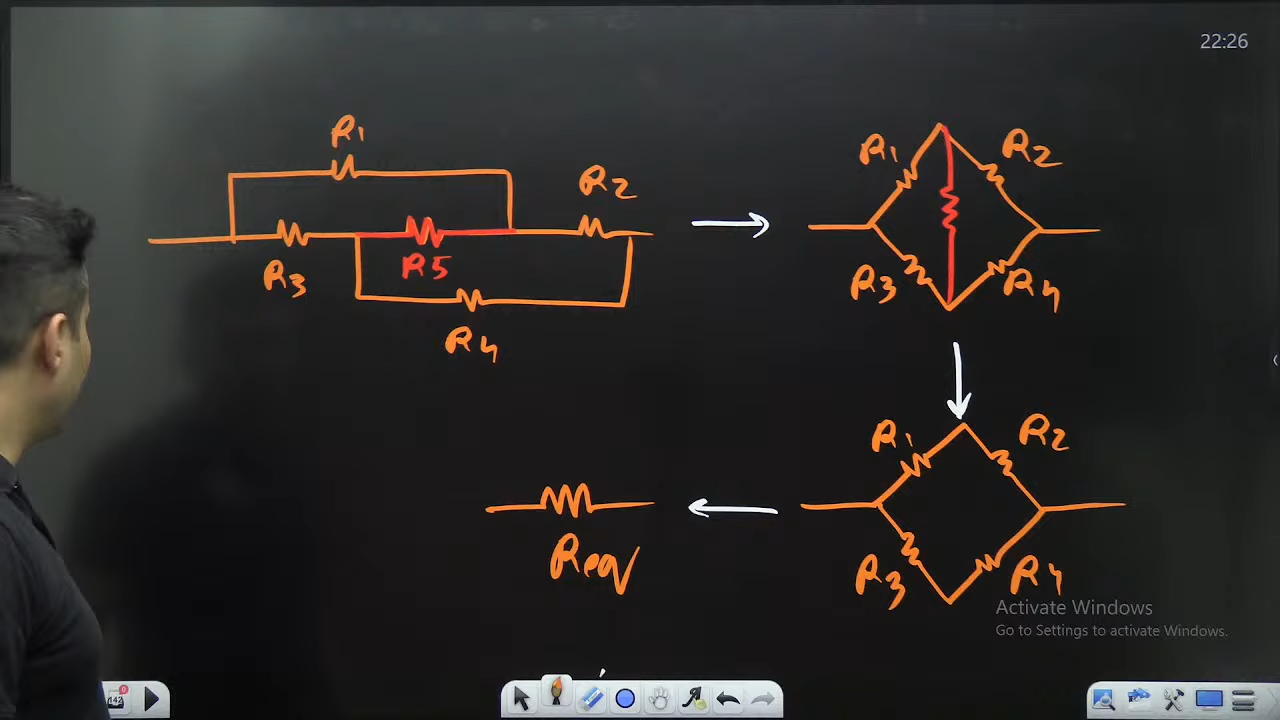 22:26
R1
R2
R3
R5
R4
R1
R2
R3
R4
R1
R2
R3
R4
Req
Activate Windows
Go to Settings to activate Windows.